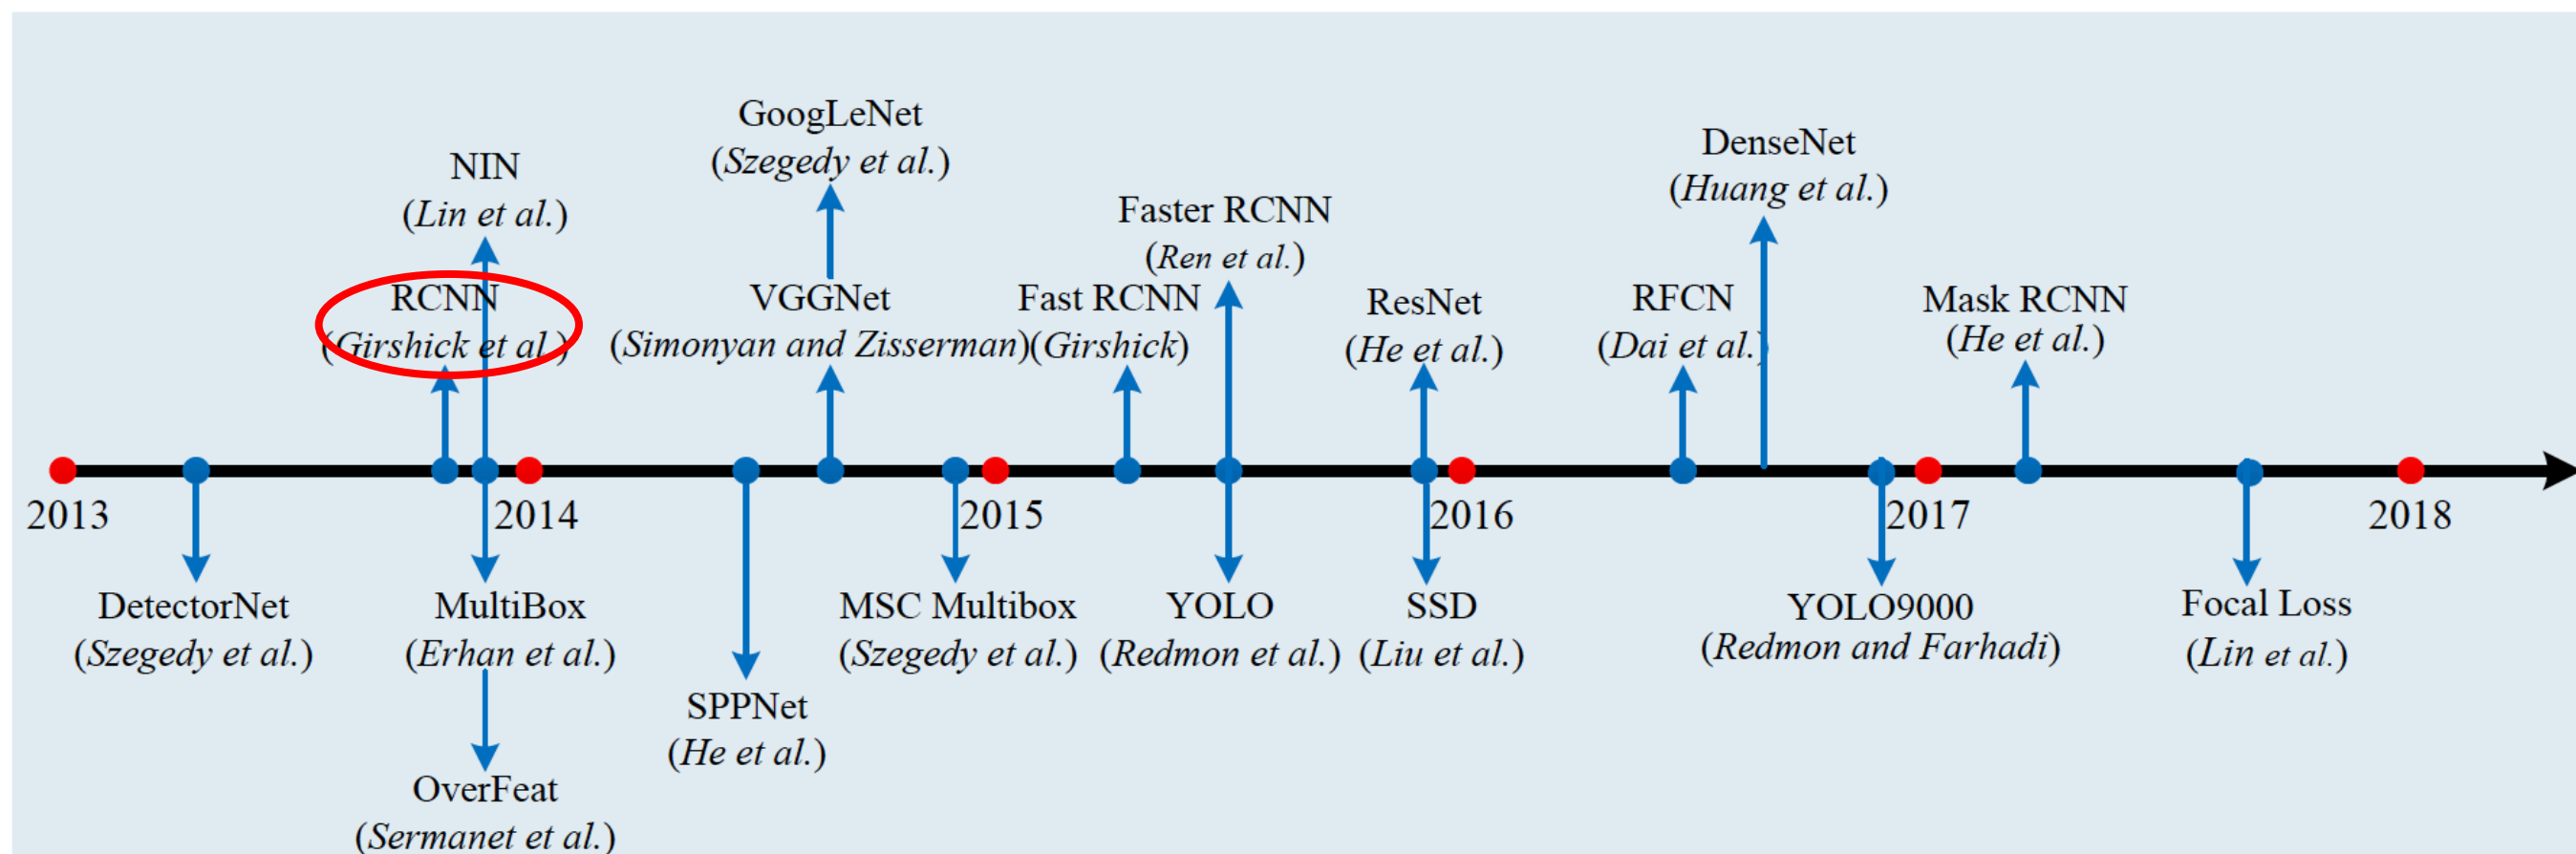 GoogLeNet
(Szegedy et al.)
DenseNet
(Huang et al.)
NIN
(Lin et al.)
Faster RCNN
(Ren et al.)
RCNN
(Girshick et al.)
VGGNet
(Simonyan and Zisserman)
Fast RCNN
(Girshick)
ResNet
(He et al.)
RFCN
(Dai et al.)
Mask RCNN
(He et al.)
2013
2014
2015
2016
2017
2018
DetectorNet
(Szegedy et al.)
MultiBox
(Erhan et al.)
MSC Multibox
(Szegedy et al.)
YOLO
(Redmon et al.)
SSD
(Liu et al.)
YOLO9000
(Redmon and Farhadi)
Focal Loss
(Lin et al.)
SPPNet
(He et al.)
OverFeat
(Sermanet et al.)